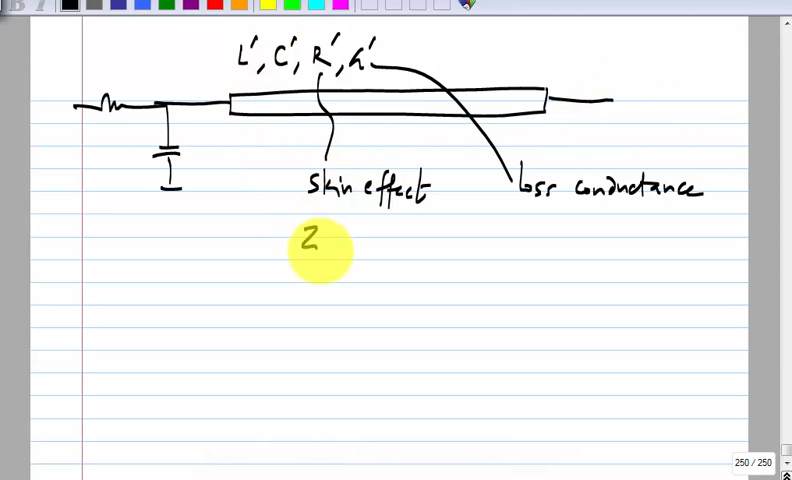 L', C', R', G'
skin effect
loss conductance
Z
250 / 250